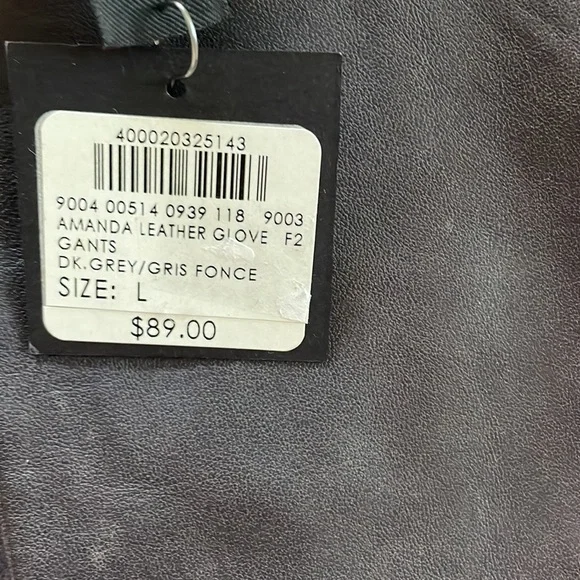 400020325143
9004 00514 0939 118 9003
AMANDA LEATHER GLOVE F2
GANTS
DK.GREY/GRIS FONCE
SIZE: L
$89.00